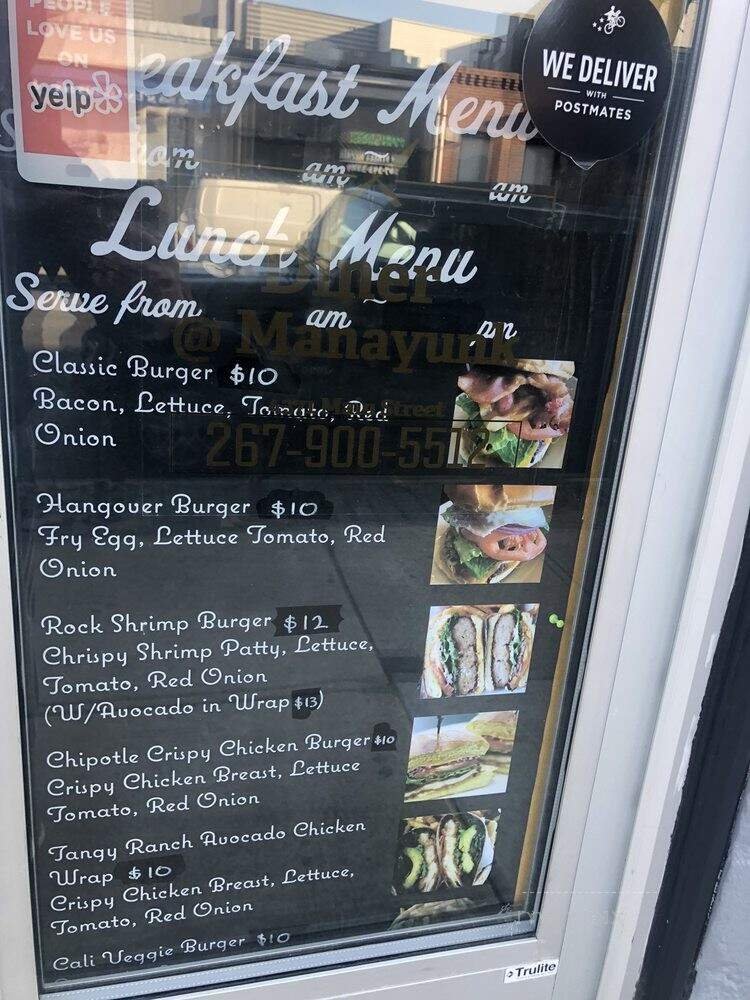 PEOPLE
LOVE US
ON
yelp
WE DELIVER
WITH
POSTMATES
eakfast Menu
am
am
Lunch Menu
Serve from am pm
Diner
@ Manayunk
Main Street
267-900-5512
Classic Burger $10
Bacon, Lettuce, Tomato, Red
Onion
Hangover Burger $10
Fry Egg, Lettuce Tomato, Red
Onion
Rock Shrimp Burger $12
Chrispy Shrimp Patty, Lettuce,
Tomato, Red Onion
(W/Avocado in Wrap $13)
Chipotle Crispy Chicken Burger $10
Crispy Chicken Breast, Lettuce
Tomato, Red Onion
Tangy Ranch Avocado Chicken
Wrap $10
Crispy Chicken Breast, Lettuce,
Tomato, Red Onion
Cali Veggie Burger $10
Trulite